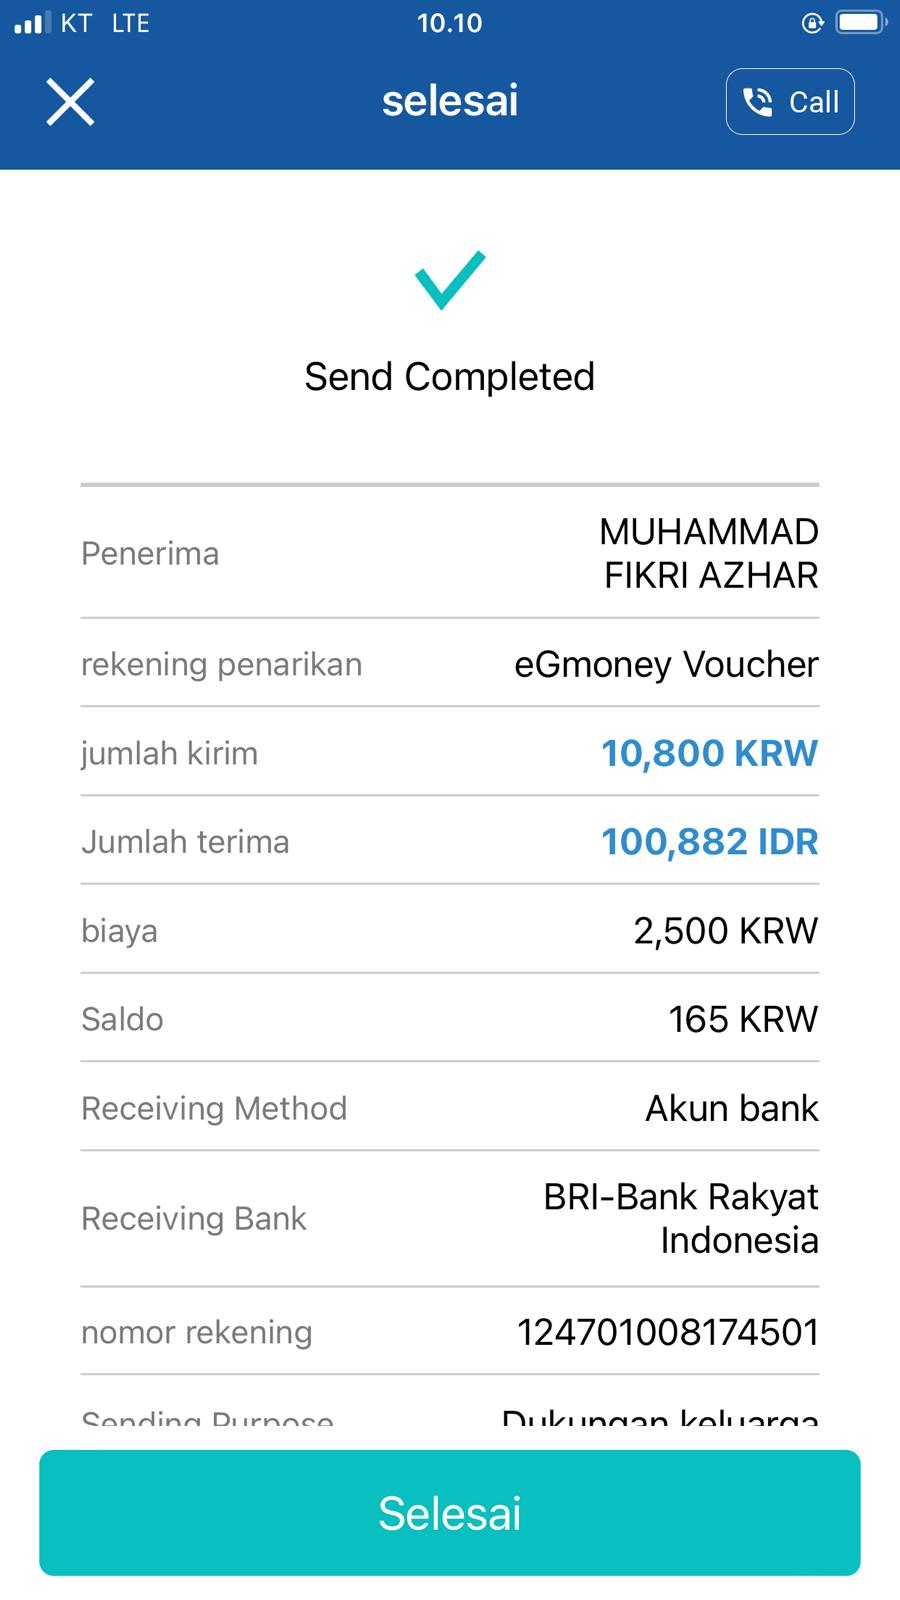 KT LTE 10.10
selesai
Call
Send Completed
Penerima
MUHAMMAD
FIKRI AZHAR
rekening penarikan eGmoney Voucher
jumlah kirim 10,800 KRW
Jumlah terima 100,882 IDR
biaya 2,500 KRW
Saldo 165 KRW
Receiving Method Akun bank
Receiving Bank
BRI-Bank Rakyat
Indonesia
nomor rekening 124701008174501
Sending Purpose Dukungan keluarga
Selesai